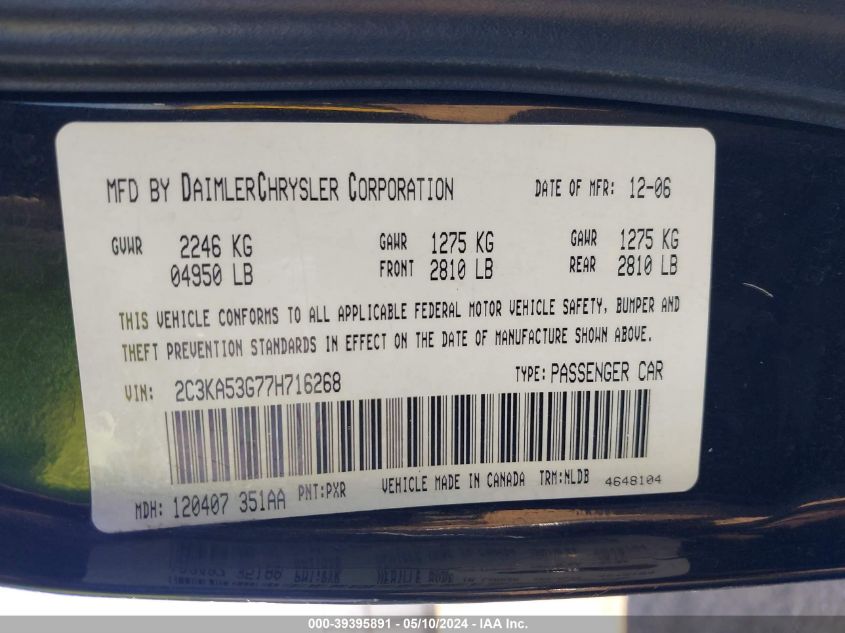 MFD BY DAIMLERCHRYSLER CORPORATION DATE OF MFR: 12-06
GVWR 2246 KG GAWR 1275 KG GAWR 1275 KG
04950 LB FRONT 2810 LB REAR 2810 LB
THIS VEHICLE CONFORMS TO ALL APPLICABLE FEDERAL MOTOR VEHICLE SAFETY, BUMPER AND
THEFT PREVENTION STANDARDS IN EFFECT ON THE DATE OF MANUFACTURE SHOWN ABOVE.
VIN: 2C3KA53G77H716268 TYPE: PASSENGER CAR
MDH: 120407 351AA PNT:PXR VEHICLE MADE IN CANADA TRM:NLDB 4648104
000-39395891 - 05/10/2024 - IAA Inc.